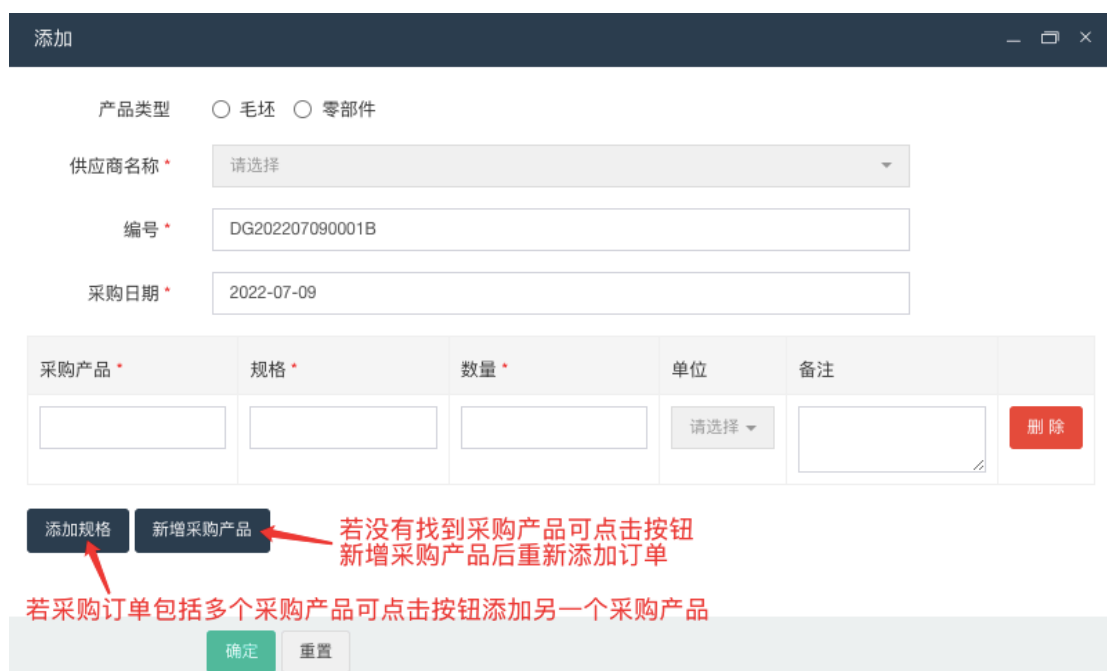 添加
产品类型 毛坯 零部件
供应商名称 * 请选择
编号 * DG202207090001B
采购日期 * 2022-07-09
采购产品 * 规格 * 数量 * 单位 备注
请选择 删 除
添加规格 新增采购产品
若没有找到采购产品可点击按钮
新增采购产品后重新添加订单
若采购订单包括多个采购产品可点击按钮添加另一个采购产品
确定 重置